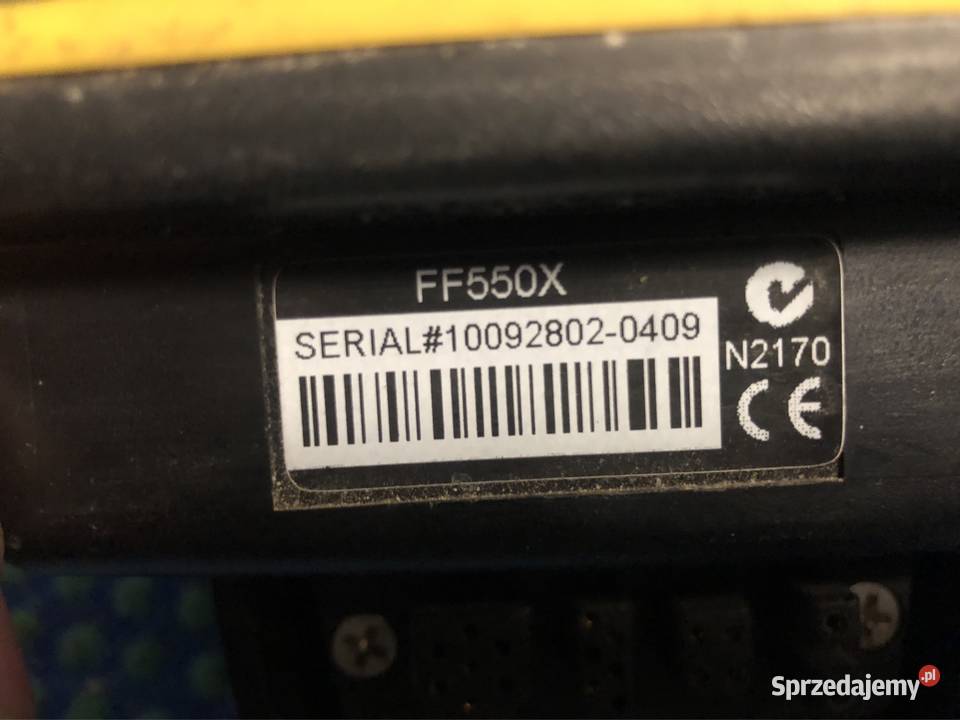 FF550X
SERIAL#10092802-0409
N2170
CE
Sprzedajemy.pl